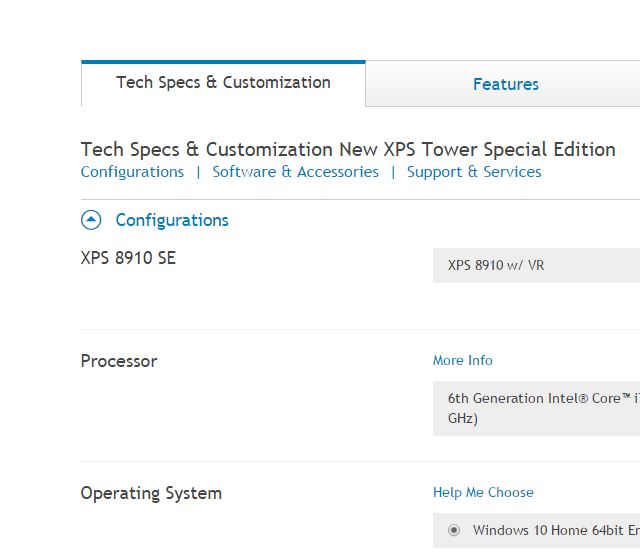 Tech Specs & Customization
Features
Tech Specs & Customization New XPS Tower Special Edition
Configurations | Software & Accessories | Support & Services
Configurations
XPS 8910 SE
XPS 8910 w/ VR
Processor
More Info
6th Generation Intel® Core™
GHz)
Operating System
Help Me Choose
Windows 10 Home 64bit